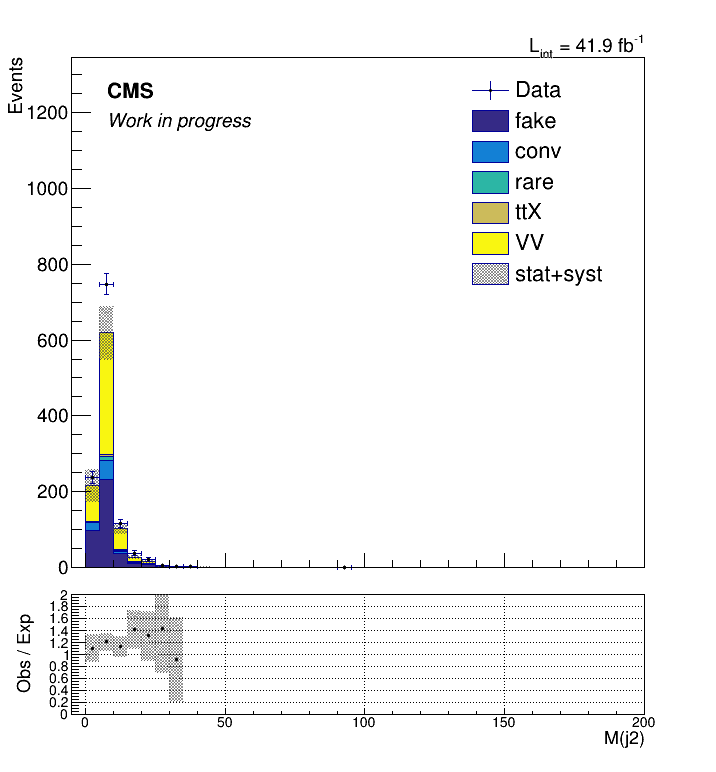 L_int = 41.9 fb^-1
Events
CMS
Work in progress
Data
fake
conv
rare
ttX
VV
stat+syst
1200
1000
800
600
400
200
0
Obs / Exp
2
1.8
1.6
1.4
1.2
1
0.8
0.6
0.4
0.2
0
0 50 100 150 200
M(j2)